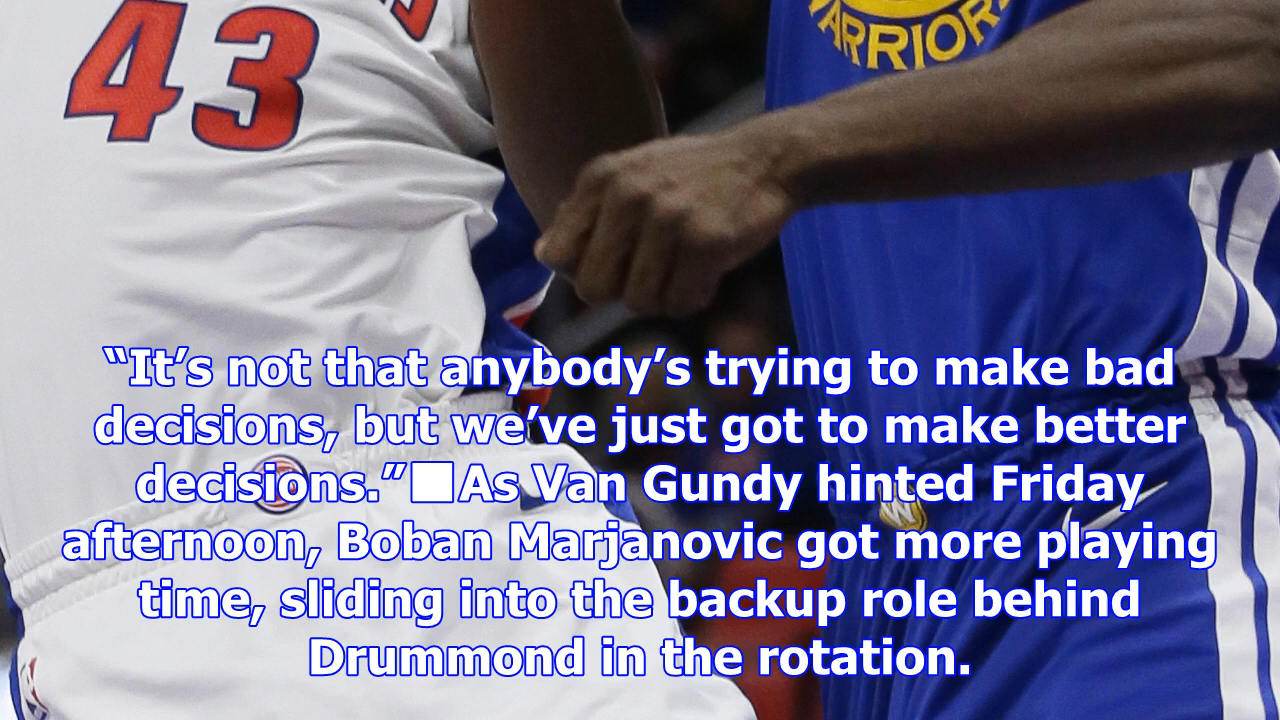 43
WARRIORS
“It’s not that anybody’s trying to make bad
decisions, but we’ve just got to make better
decisions.”■As Van Gundy hinted Friday
afternoon, Boban Marjanovic got more playing
time, sliding into the backup role behind
Drummond in the rotation.
W